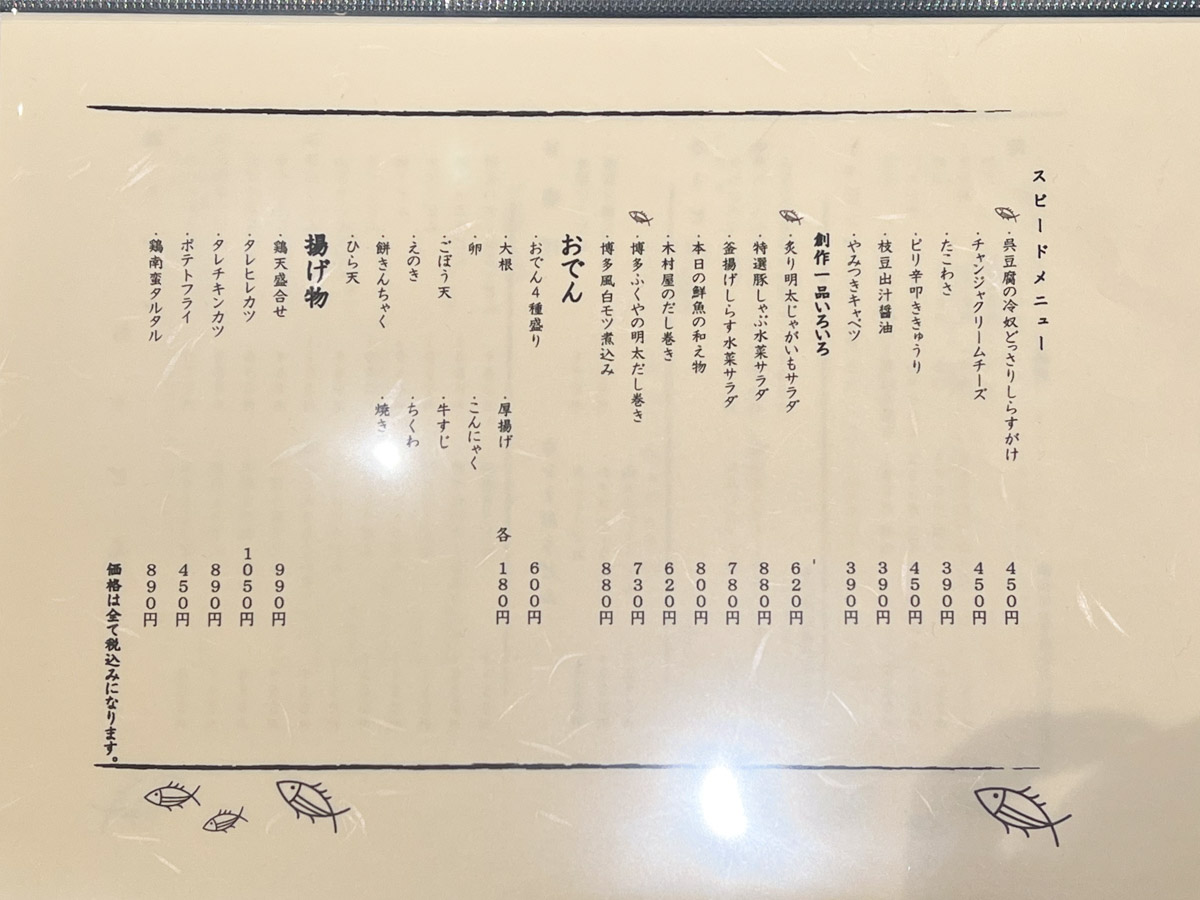 スピードメニュー
・呉豆腐の冷奴どっさりしらすがけ 450円
・チャンジャクリームチーズ 450円
・たこわさ 390円
・ピリ辛叩ききゅうり 450円
・枝豆出汁醤油 390円
・やみつきキャベツ 390円
創作一品いろいろ
・炙り明太じゃがいもサラダ 620円
・特選豚しゃぶ水菜サラダ 880円
・釜揚げしらす水菜サラダ 780円
・本日の鮮魚の和え物 800円
・木村屋のだし巻き 620円
・博多ふくやの明太だし巻き 730円
・博多風白モツ煮込み 880円
おでん
・おでん4種盛り 600円
・大根 ・厚揚げ 各 180円
・卵 ・こんにゃく
・ごぼう天 ・牛すじ
・えのき ・ちくわ
・餅きんちゃく ・焼き
・ひら天
揚げ物
・鶏天盛合せ 990円
・タレヒレカツ 1050円
・タレチキンカツ 890円
・ポテトフライ 450円
・鶏南蛮タルタル 890円
価格は全て税込みになります。